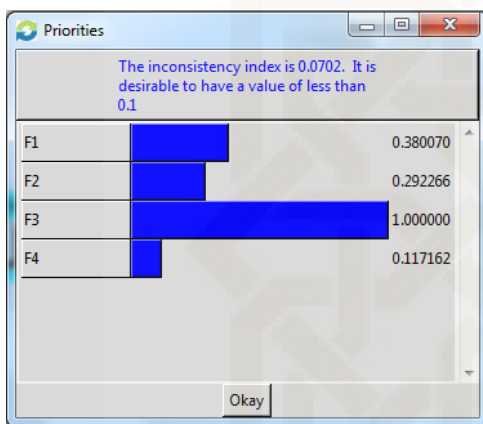 Priorities
The inconsistency index is 0.0702. It is
desirable to have a value of less than
0.1
F1 0.380070
F2 0.292266
F3 1.000000
F4 0.117162
Okay